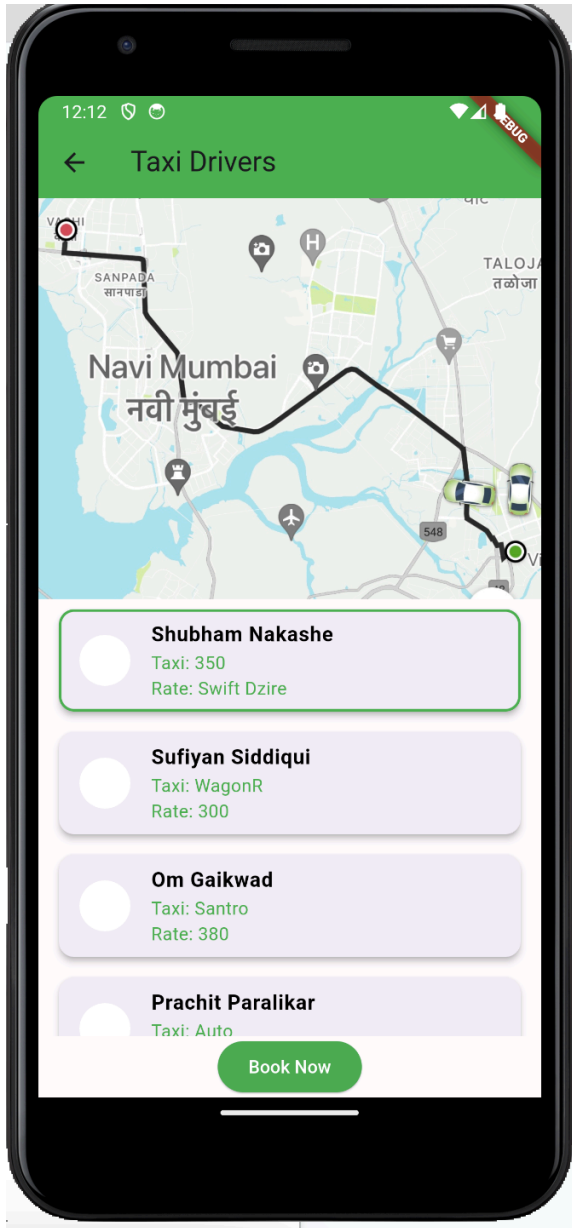 12:12
DEBUG
Taxi Drivers
TALOJA
तळोजा
SANPADA
सानपाडा
Navi Mumbai
नवी मुंबई
548
Vi
Shubham Nakashe
Taxi: 350
Rate: Swift Dzire
Sufiyan Siddiqui
Taxi: WagonR
Rate: 300
Om Gaikwad
Taxi: Santro
Rate: 380
Prachit Paralikar
Taxi: Auto
Book Now